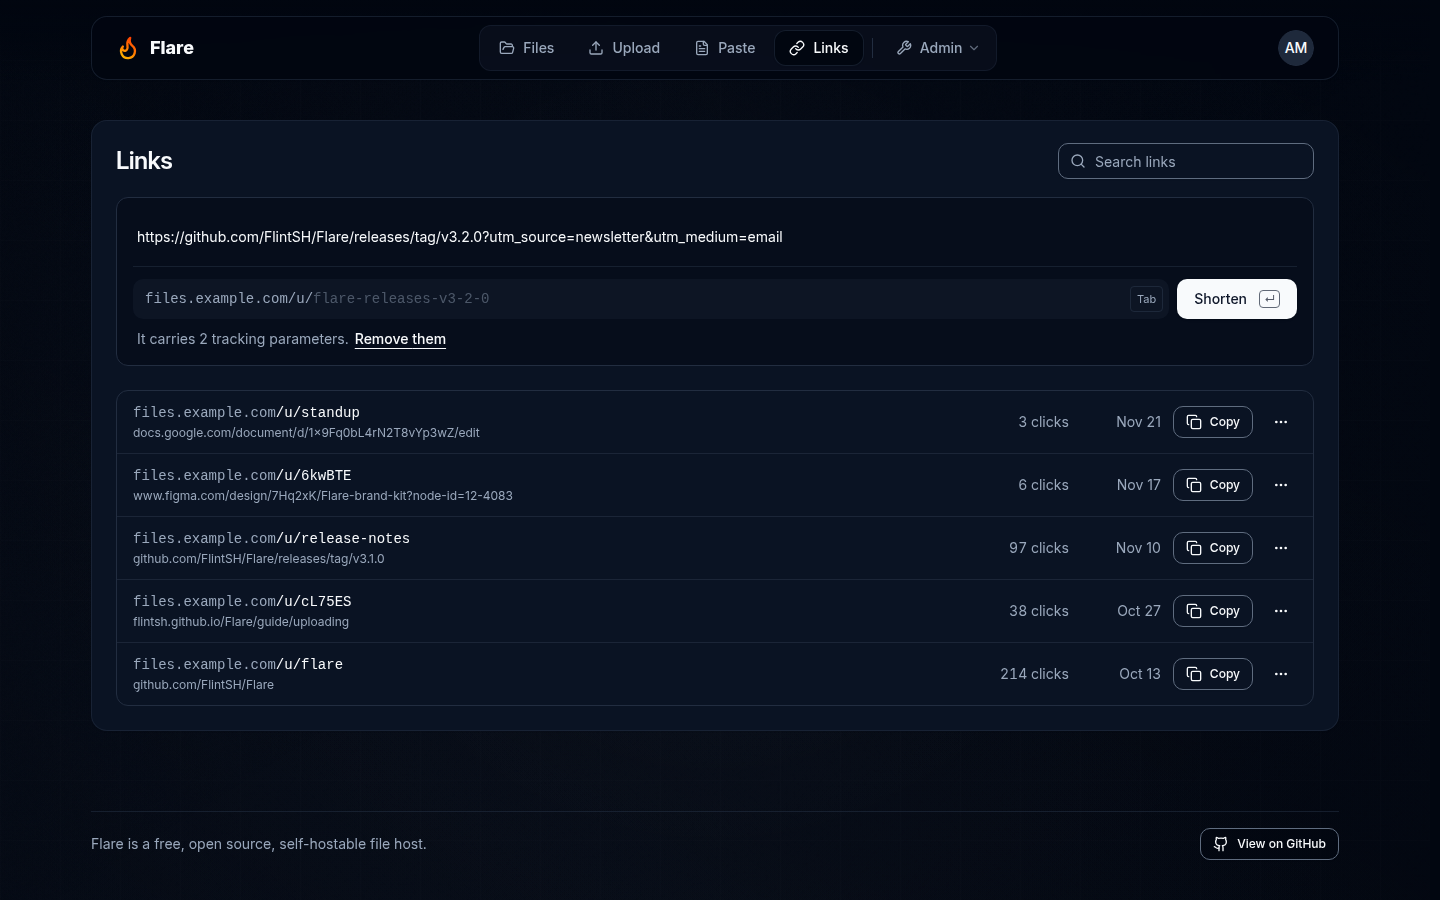 Flare
Files
Upload
Paste
Links
Admin
AM
Links
Search links
https://github.com/FlintSH/Flare/releases/tag/v3.2.0?utm_source=newsletter&utm_medium=email
files.example.com/u/flare-releases-v3-2-0
Tab
Shorten
It carries 2 tracking parameters. Remove them
files.example.com/u/standup
docs.google.com/document/d/1x9Fq0bL4rN2T8vYp3wZ/edit
3 clicks
Nov 21
Copy
files.example.com/u/6kwBTE
www.figma.com/design/7Hq2xK/Flare-brand-kit?node-id=12-4083
6 clicks
Nov 17
Copy
files.example.com/u/release-notes
github.com/FlintSH/Flare/releases/tag/v3.1.0
97 clicks
Nov 10
Copy
files.example.com/u/cL75ES
flintsh.github.io/Flare/guide/uploading
38 clicks
Oct 27
Copy
files.example.com/u/flare
github.com/FlintSH/Flare
214 clicks
Oct 13
Copy
Flare is a free, open source, self-hostable file host.
View on GitHub